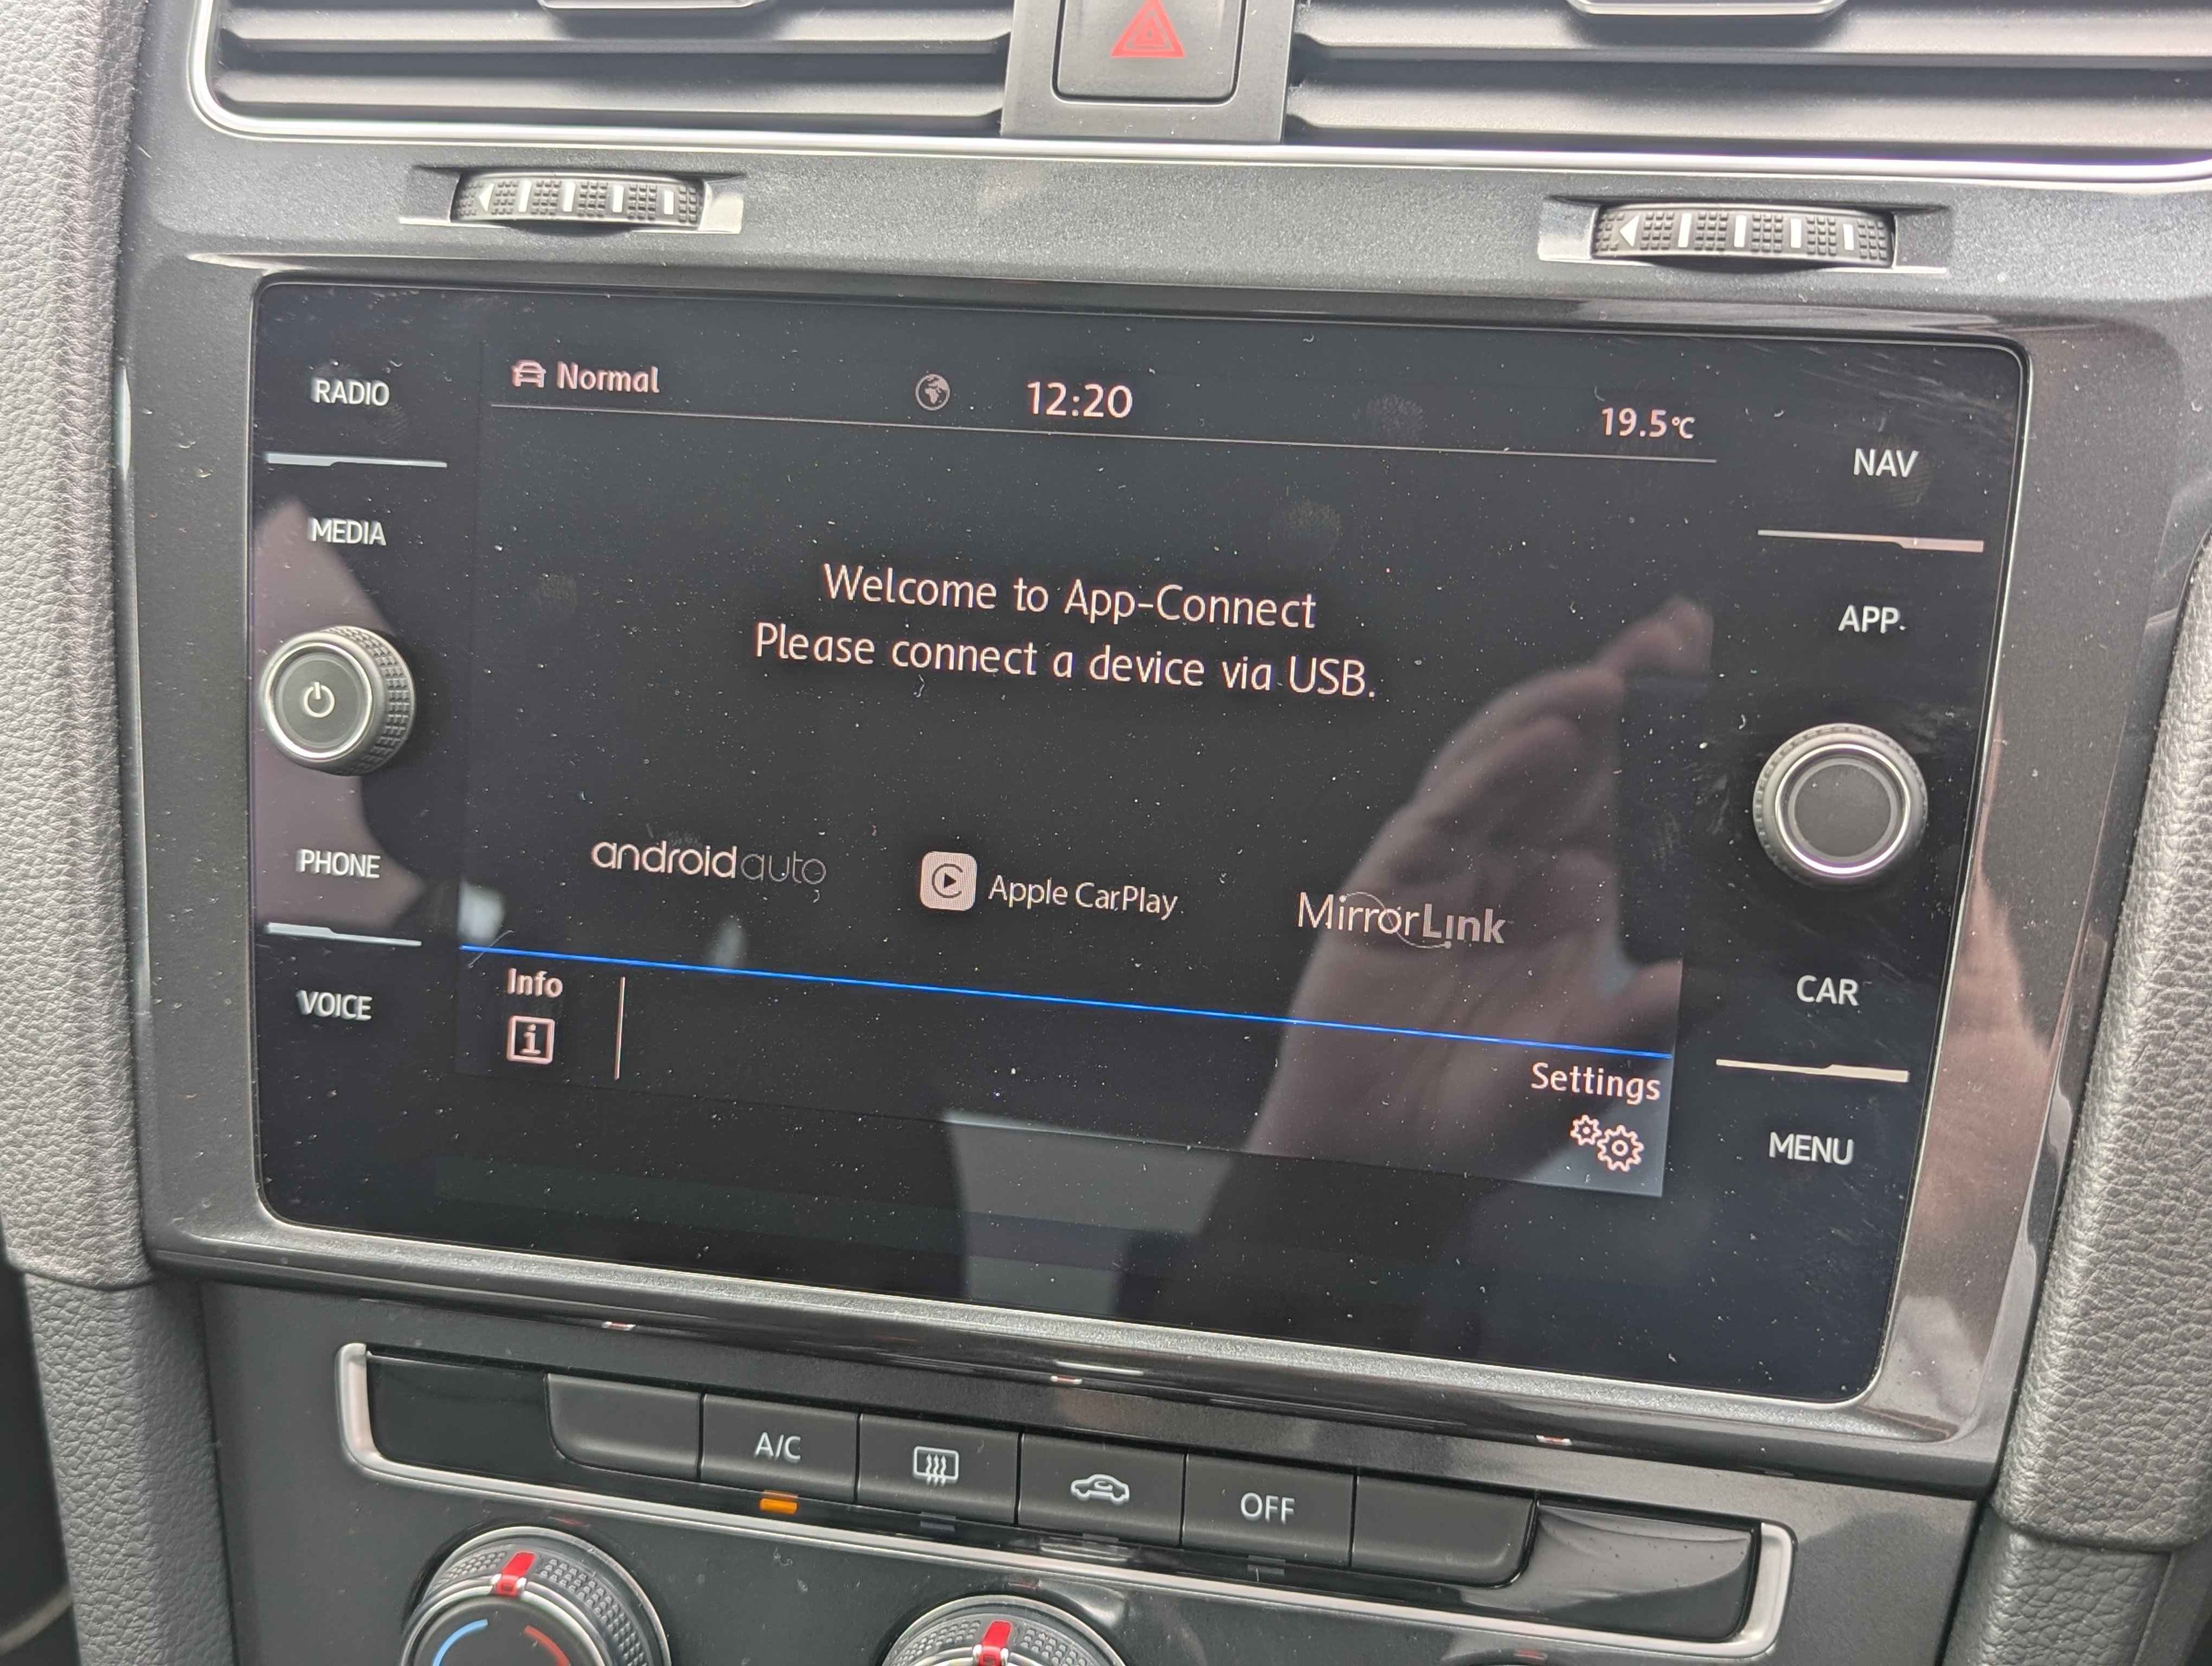 RADIO
Normal
12:20
19.5°C
NAV
MEDIA
Welcome to App-Connect
Please connect a device via USB.
APP
PHONE
androidauto
Apple CarPlay
MirrorLink
VOICE
Info
CAR
Settings
MENU
A/C
OFF